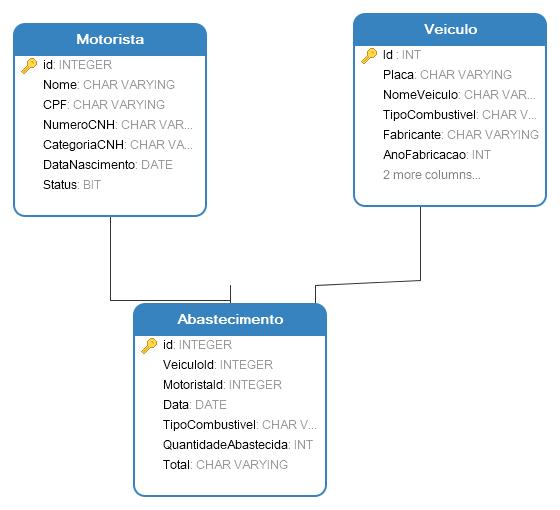 Motorista
id: INTEGER
Nome: CHAR VARYING
CPF: CHAR VARYING
NumeroCNH: CHAR VAR...
CategoriaCNH: CHAR VA...
DataNascimento: DATE
Status: BIT
Veiculo
Id : INT
Placa: CHAR VARYING
NomeVeiculo: CHAR VAR...
TipoCombustivel: CHAR V...
Fabricante: CHAR VARYING
AnoFabricacao: INT
2 more columns...
Abastecimento
id: INTEGER
VeiculoId: INTEGER
MotoristaId: INTEGER
Data: DATE
TipoCombustivel: CHAR V...
QuantidadeAbastecida: INT
Total: CHAR VARYING